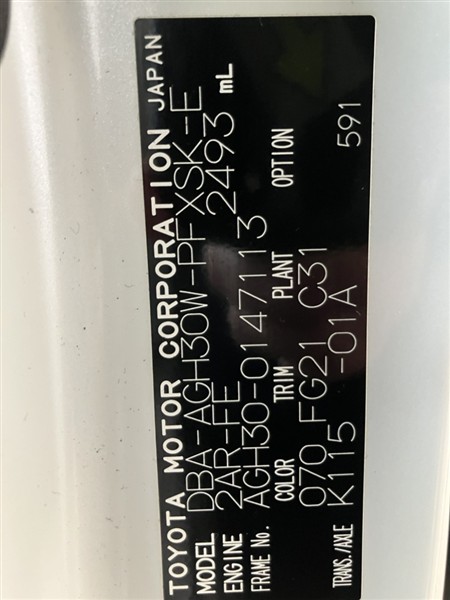 TOYOTA MOTOR CORPORATION JAPAN
MODEL DBA-AGH30W-PFXSK-E
ENGINE 2AR-FE 2493 mL
FRAME No. AGH30-0147113
COLOR TRIM PLANT OPTION
070 FG21 C31
TRANS./AXLE K115 -01A 591